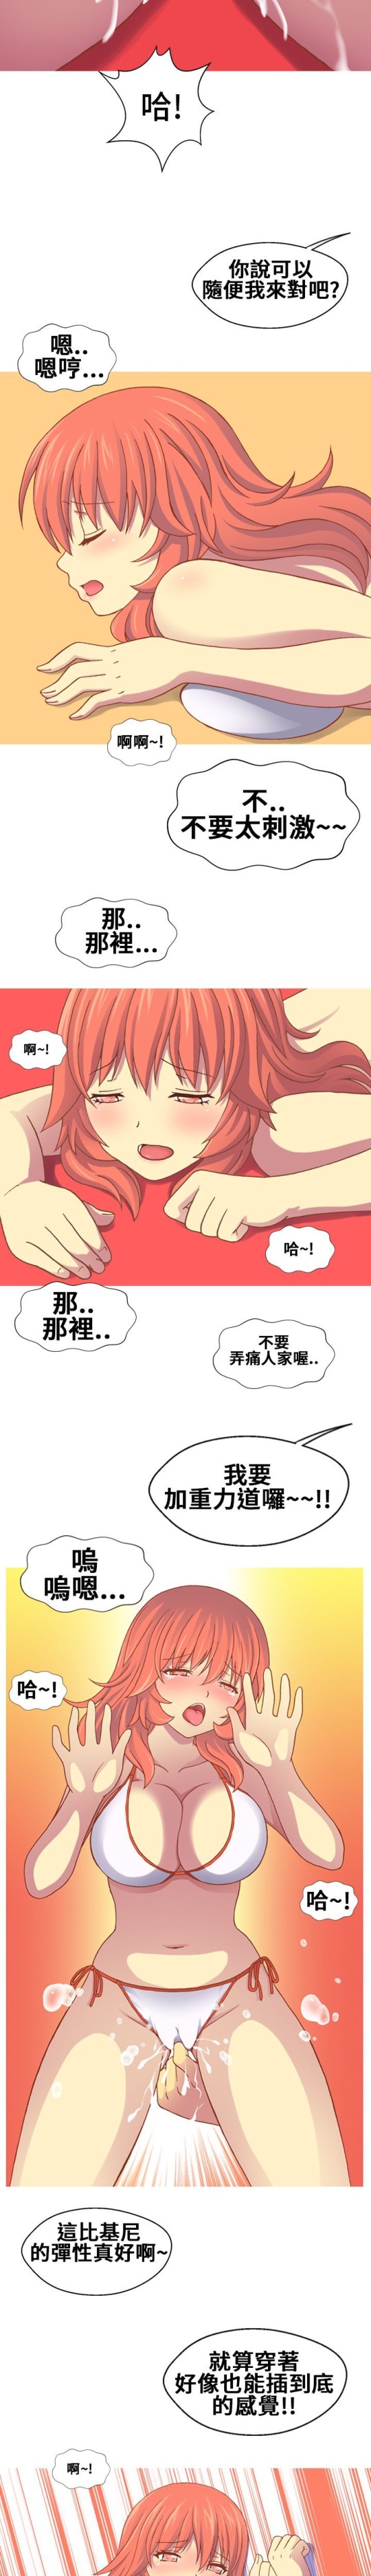 哈!
你說可以
隨便我來對吧?
嗯..
嗯哼...
啊啊~!
不..
不要太刺激~~
那..
那裡...
啊~!
哈~!
那..
那裡..
不要
弄痛人家喔..
我要
加重力道囉~~!!
嗚
嗚嗯...
哈~!
哈~!
這比基尼
的彈性真好啊~
就算穿著
好像也能插到底
的感覺!!
啊~!